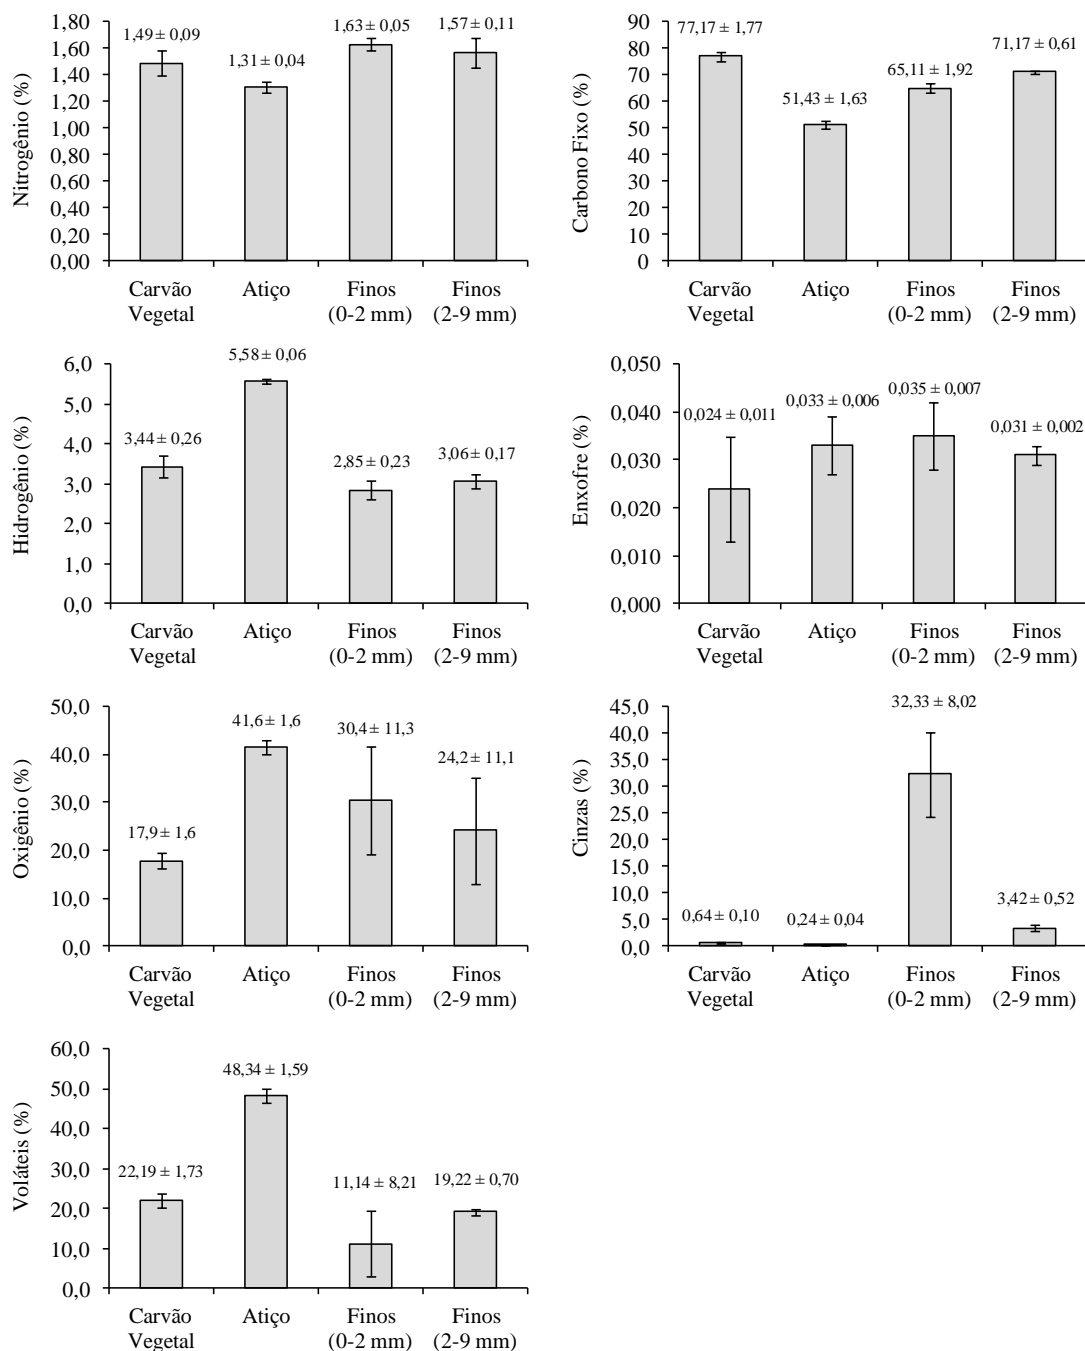 Nitrogênio (%)
1,80
1,60
1,40
1,20
1,00
0,80
0,60
0,40
0,20
0,00
1,49 ± 0,09
1,31 ± 0,04
1,63 ± 0,05
1,57 ± 0,11
Carvão
Vegetal
Atiço
Finos
(0-2 mm)
Finos
(2-9 mm)
Carbono Fixo (%)
90
80
70
60
50
40
30
20
10
0
77,17 ± 1,77
51,43 ± 1,63
65,11 ± 1,92
71,17 ± 0,61
Carvão
Vegetal
Atiço
Finos
(0-2 mm)
Finos
(2-9 mm)
Hidrogênio (%)
6,0
5,0
4,0
3,0
2,0
1,0
0,0
3,44 ± 0,26
5,58 ± 0,06
2,85 ± 0,23
3,06 ± 0,17
Carvão
Vegetal
Atiço
Finos
(0-2 mm)
Finos
(2-9 mm)
Enxofre (%)
0,050
0,040
0,030
0,020
0,010
0,000
0,024 ± 0,011
0,033 ± 0,006
0,035 ± 0,007
0,031 ± 0,002
Carvão
Vegetal
Atiço
Finos
(0-2 mm)
Finos
(2-9 mm)
Oxigênio (%)
50,0
40,0
30,0
20,0
10,0
0,0
17,9 ± 1,6
41,6 ± 1,6
30,4 ± 11,3
24,2 ± 11,1
Carvão
Vegetal
Atiço
Finos
(0-2 mm)
Finos
(2-9 mm)
Cinzas (%)
45,0
40,0
35,0
30,0
25,0
20,0
15,0
10,0
5,0
0,0
0,64 ± 0,10
0,24 ± 0,04
32,33 ± 8,02
3,42 ± 0,52
Carvão
Vegetal
Atiço
Finos
(0-2 mm)
Finos
(2-9 mm)
Voláteis (%)
60,0
50,0
40,0
30,0
20,0
10,0
0,0
22,19 ± 1,73
48,34 ± 1,59
11,14 ± 8,21
19,22 ± 0,70
Carvão
Vegetal
Atiço
Finos
(0-2 mm)
Finos
(2-9 mm)